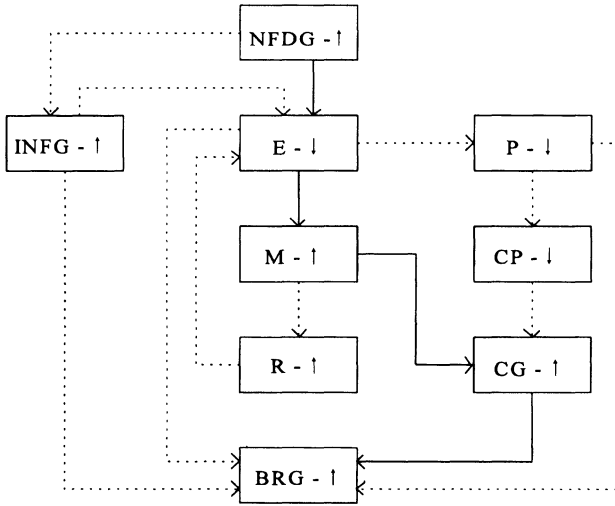 NFDG - ↑
INFG - ↑
E - ↓
P - ↓
M - ↑
CP - ↓
R - ↑
CG - ↑
BRG - ↑